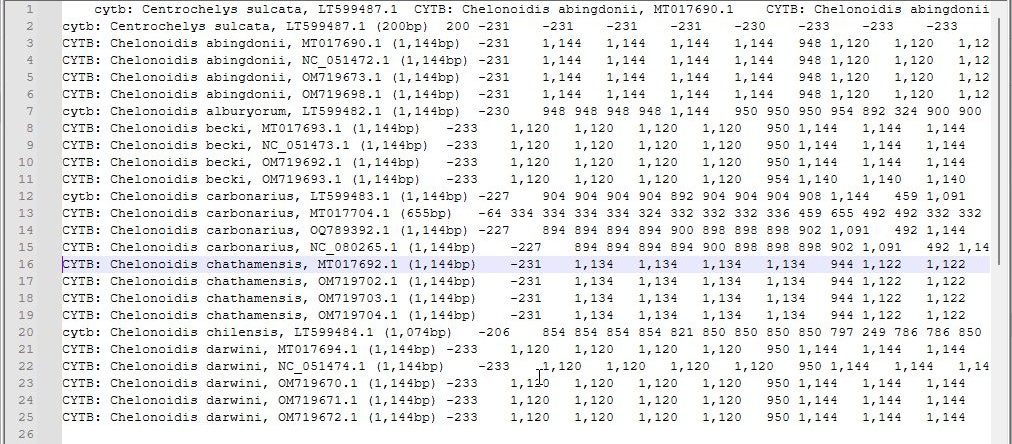 1 cytb: Centrochelys sulcata, LT599487.1 CYTB: Chelonoidis abingdonii, MT017690.1 CYTB: Chelonoidis abingdonii
2 cytb: Centrochelys sulcata, LT599487.1 (200bp) 200 -231 -231 -231 -231 -230 -233 -233 -233
3 CYTB: Chelonoidis abingdonii, MT017690.1 (1,144bp) -231 1,144 1,144 1,144 1,144 948 1,120 1,120 1,12
4 CYTB: Chelonoidis abingdonii, NC_051472.1 (1,144bp) -231 1,144 1,144 1,144 1,144 948 1,120 1,120 1,12
5 CYTB: Chelonoidis abingdonii, OM719673.1 (1,144bp) -231 1,144 1,144 1,144 1,144 948 1,120 1,120 1,12
6 CYTB: Chelonoidis abingdonii, OM719698.1 (1,144bp) -231 1,144 1,144 1,144 1,144 948 1,120 1,120 1,12
7 cytb: Chelonoidis alburyorum, LT599482.1 (1,144bp) -230 948 948 948 948 1,144 950 950 950 954 892 324 900 900
8 CYTB: Chelonoidis becki, MT017693.1 (1,144bp) -233 1,120 1,120 1,120 1,120 950 1,144 1,144 1,144
9 CYTB: Chelonoidis becki, NC_051473.1 (1,144bp) -233 1,120 1,120 1,120 1,120 950 1,144 1,144 1,144
10 CYTB: Chelonoidis becki, OM719692.1 (1,144bp) -233 1,120 1,120 1,120 1,120 950 1,144 1,144 1,144
11 CYTB: Chelonoidis becki, OM719693.1 (1,144bp) -233 1,120 1,120 1,120 1,120 954 1,140 1,140 1,140
12 cytb: Chelonoidis carbonarius, LT599483.1 (1,144bp) -227 904 904 904 904 892 904 904 904 908 1,144 459 1,091
13 CYTB: Chelonoidis carbonarius, MT017704.1 (655bp) -64 334 334 334 334 324 332 332 332 336 459 655 492 492 332 332
14 CYTB: Chelonoidis carbonarius, OQ789392.1 (1,144bp) -227 894 894 894 894 900 898 898 898 902 1,091 492 1,144
15 CYTB: Chelonoidis carbonarius, NC_080265.1 (1,144bp) -227 894 894 894 894 900 898 898 898 902 1,091 492 1,14
16 CYTB: Chelonoidis chathamensis, MT017692.1 (1,144bp) -231 1,134 1,134 1,134 1,134 944 1,122 1,122
17 CYTB: Chelonoidis chathamensis, OM719702.1 (1,144bp) -231 1,134 1,134 1,134 1,134 944 1,122 1,122
18 CYTB: Chelonoidis chathamensis, OM719703.1 (1,144bp) -231 1,134 1,134 1,134 1,134 944 1,122 1,122
19 CYTB: Chelonoidis chathamensis, OM719704.1 (1,144bp) -231 1,134 1,134 1,134 1,134 944 1,122 1,122
20 cytb: Chelonoidis chilensis, LT599484.1 (1,074bp) -206 854 854 854 854 821 850 850 850 850 797 249 786 786 850
21 CYTB: Chelonoidis darwini, MT017694.1 (1,144bp) -233 1,120 1,120 1,120 1,120 950 1,144 1,144 1,144
22 CYTB: Chelonoidis darwini, NC_051474.1 (1,144bp) -233 1,120 1,120 1,120 1,120 950 1,144 1,144 1,14
23 CYTB: Chelonoidis darwini, OM719670.1 (1,144bp) -233 1,120 1,120 1,120 1,120 950 1,144 1,144 1,144
24 CYTB: Chelonoidis darwini, OM719671.1 (1,144bp) -233 1,120 1,120 1,120 1,120 950 1,144 1,144 1,144
25 CYTB: Chelonoidis darwini, OM719672.1 (1,144bp) -233 1,120 1,120 1,120 1,120 950 1,144 1,144 1,144
26